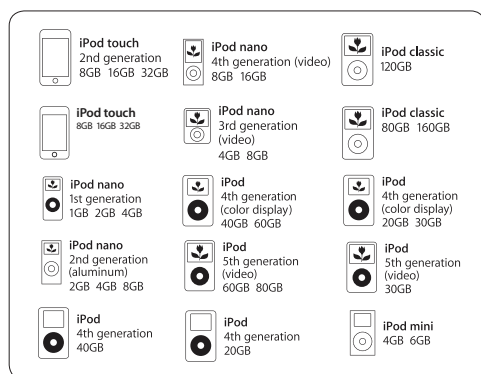 iPod touch
2nd generation
8GB 16GB 32GB
iPod nano
4th generation (video)
8GB 16GB
iPod classic
120GB
iPod touch
8GB 16GB 32GB
iPod nano
3rd generation
(video)
4GB 8GB
iPod classic
80GB 160GB
iPod nano
1st generation
1GB 2GB 4GB
iPod
4th generation
(color display)
40GB 60GB
iPod
4th generation
(color display)
20GB 30GB
iPod nano
2nd generation
(aluminum)
2GB 4GB 8GB
iPod
5th generation
(video)
60GB 80GB
iPod
5th generation
(video)
30GB
iPod
4th generation
40GB
iPod
4th generation
20GB
iPod mini
4GB 6GB